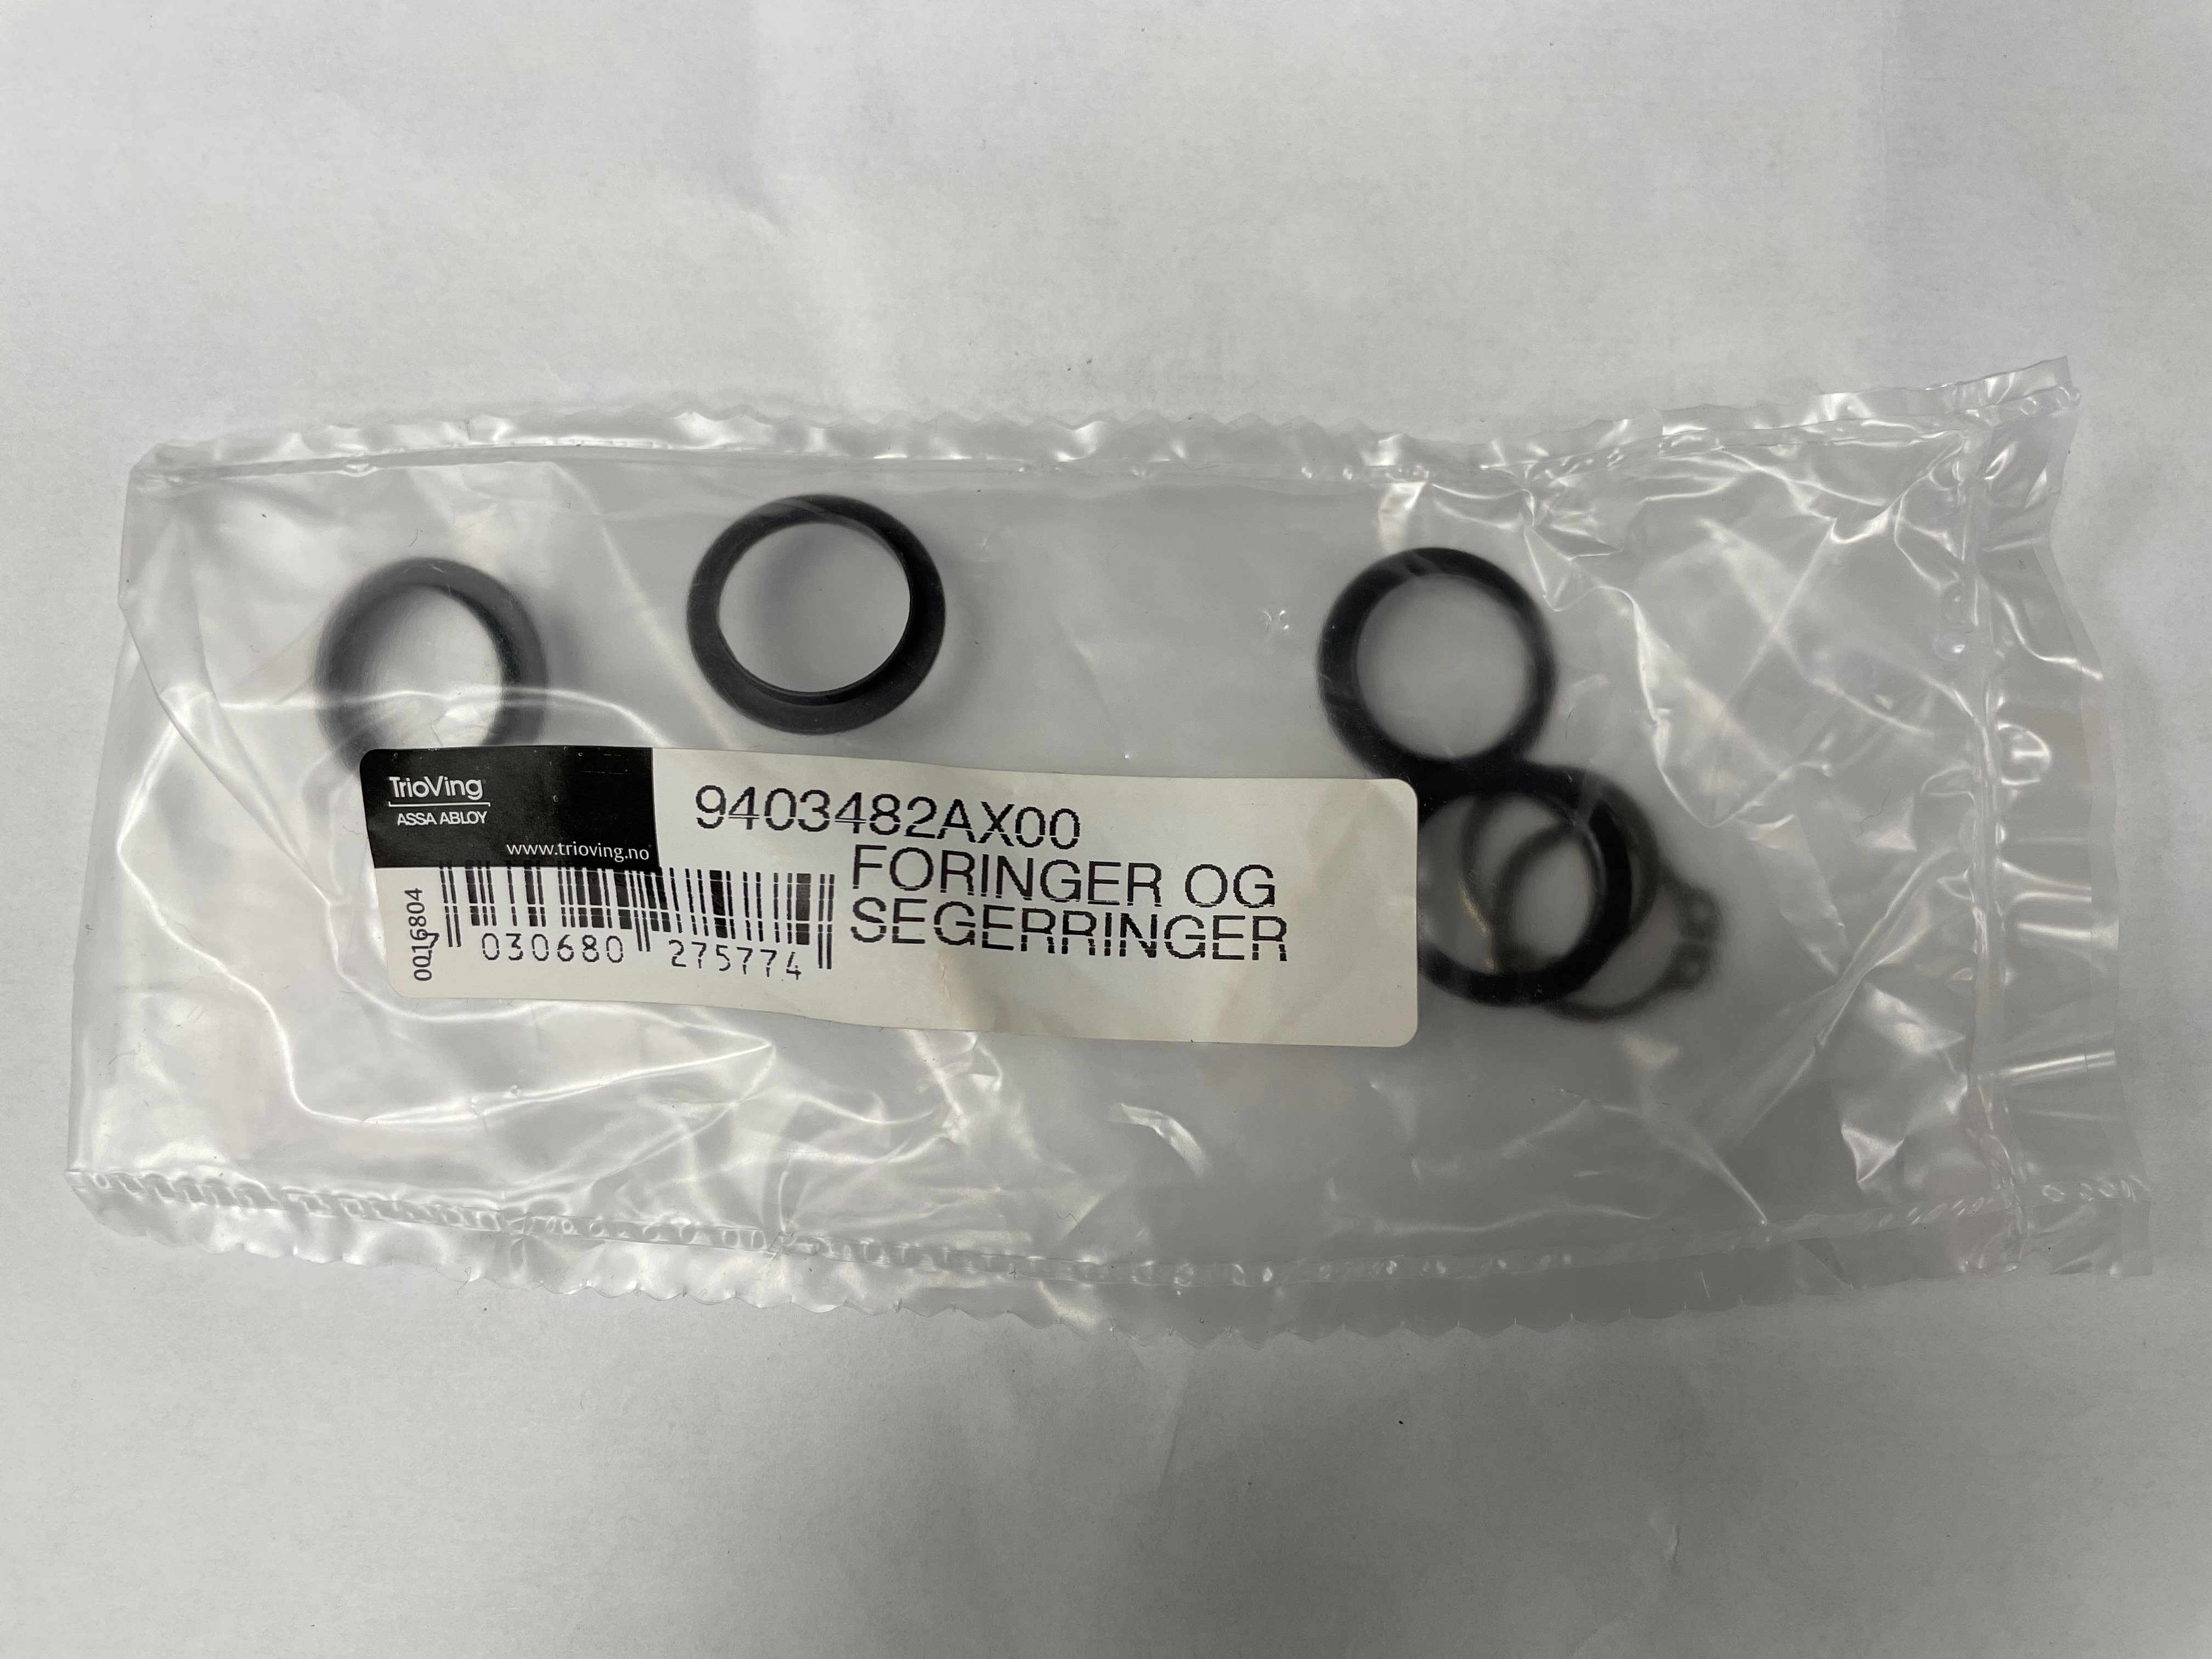 TrioVing
ASSA ABLOY
www.trioving.no
9403482AX00
FORINGER OG
SEGERRINGER
0016804
7 030680 275774